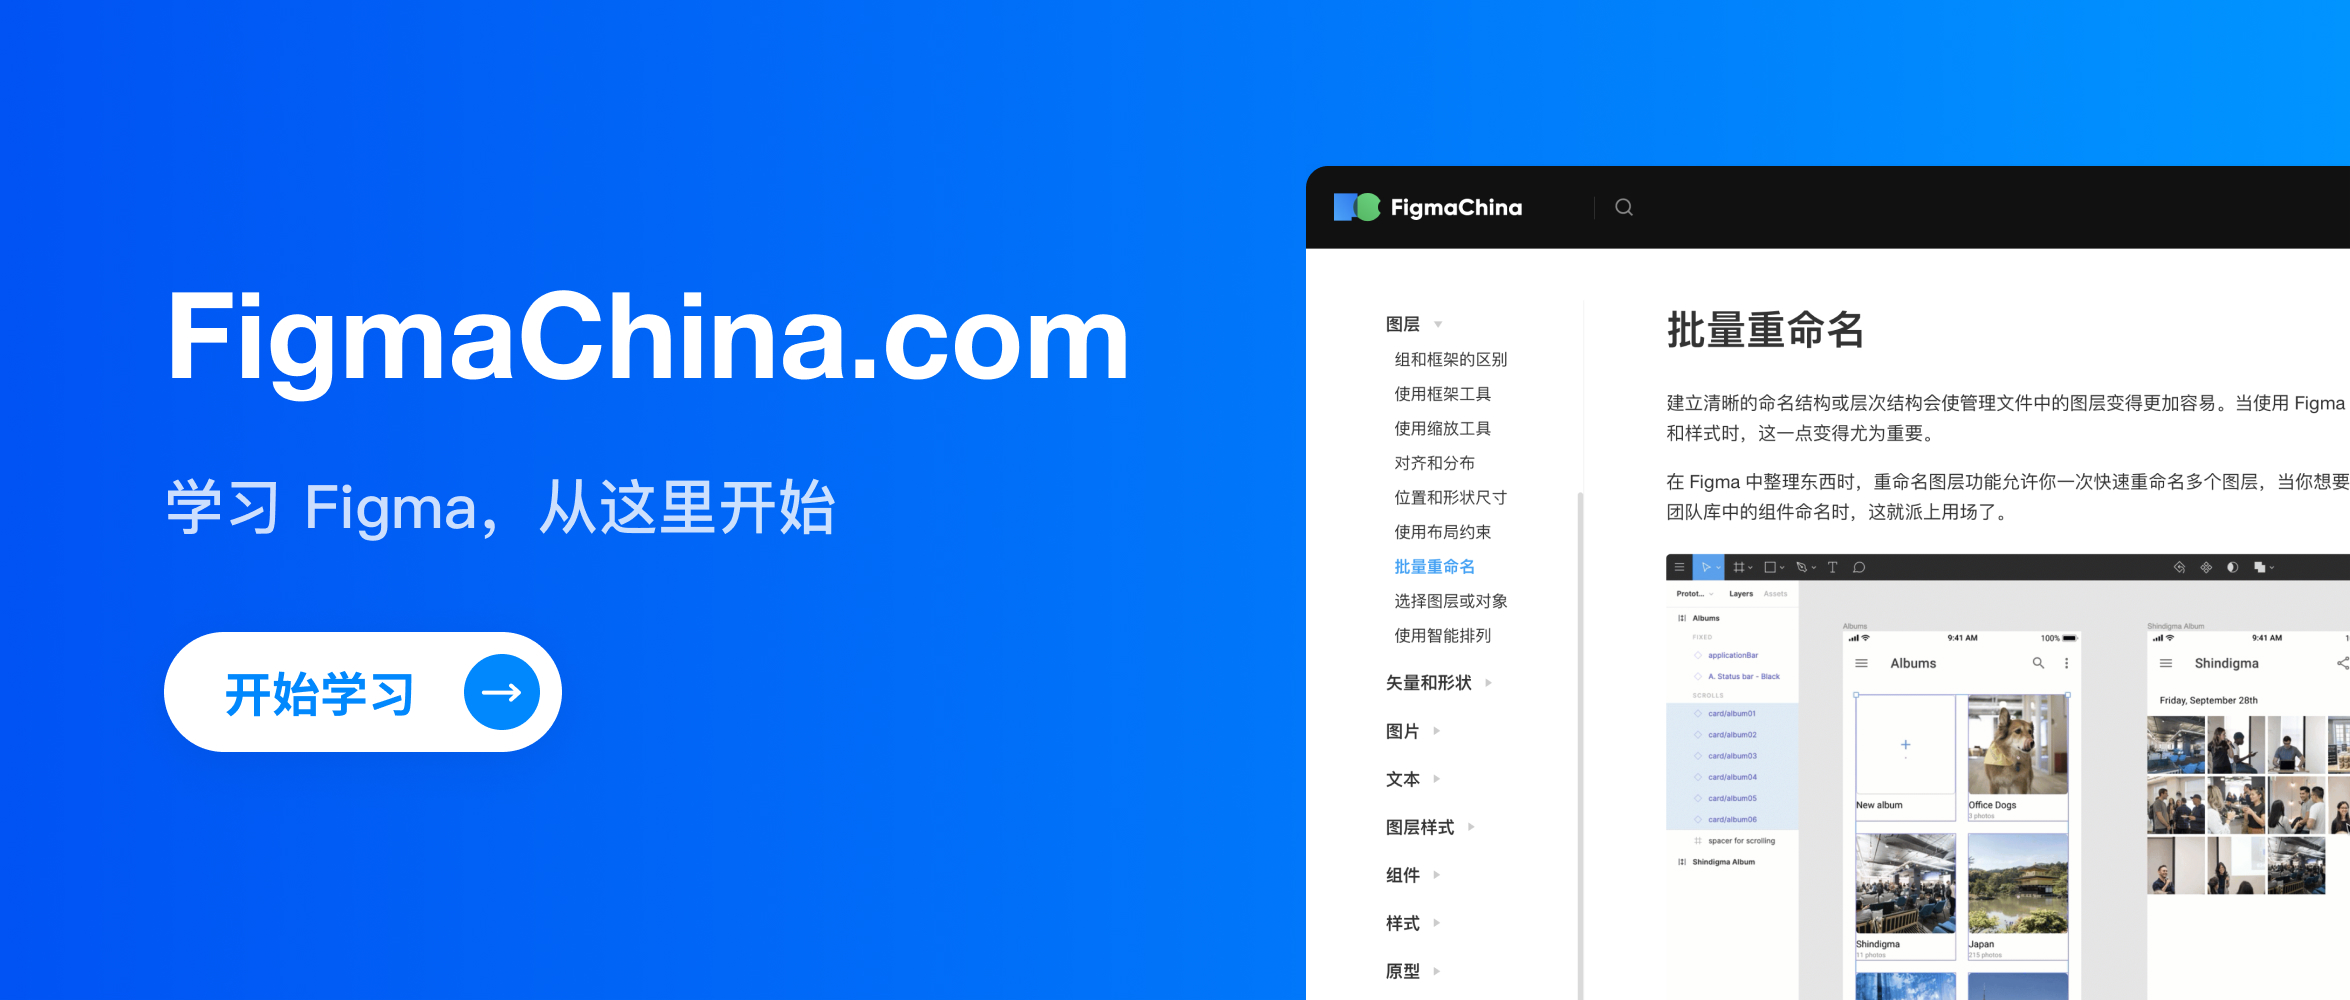 FigmaChina.com
学习 Figma，从这里开始
开始学习
FigmaChina
图层
组和框架的区别
使用框架工具
使用缩放工具
对齐和分布
位置和形状尺寸
使用布局约束
批量重命名
选择图层或对象
使用智能排列
矢量和形状
图片
文本
图层样式
组件
样式
原型
批量重命名
建立清晰的命名结构或层次结构会使管理文件中的图层变得更加容易。当使用 Figma
和样式时，这一点变得尤为重要。
在 Figma 中整理东西时，重命名图层功能允许你一次快速重命名多个图层，当你想要
团队库中的组件命名时，这就派上用场了。
Protot... Layers Assets
Albums
FIXED
applicationBar
A. Status bar - Black
SCROLLS
card/album01
card/album02
card/album03
card/album04
card/album05
card/album06
spacer for scrolling
Shindigma Album
Albums
9:41 AM 100%
Albums
New album
Office Dogs
3 photos
Shindigma
11 photos
Japan
215 photos
Shindigma Album
9:41 AM
Shindigma
Friday, September 28th